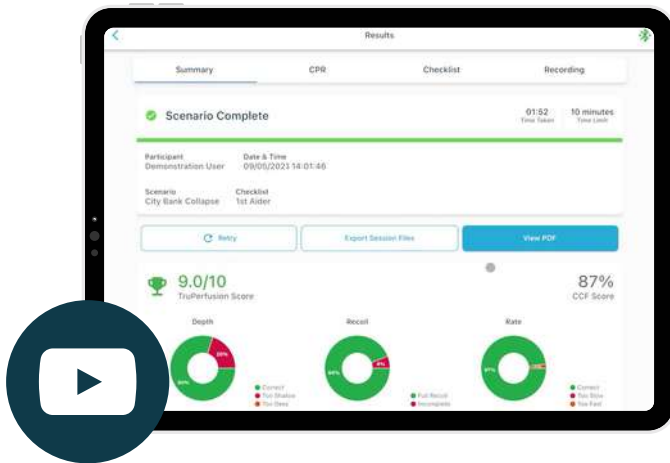 Results
Summary CPR Checklist Recording
Scenario Complete
01:52 10 minutes
Time Taken Time Limit
Participant Date & Time
Demonstration User 09/05/2021 14:01:46
Scenario Checklist
City Bank Collapse 1st Aider
Retry Export Session Files View PDF
9.0/10 87%
TruPerfusion Score CCF Score
Depth Recoil Rate
Correct Full Recoil Correct
Too Shallow Incomplete Too Slow
Too Deep Too Fast